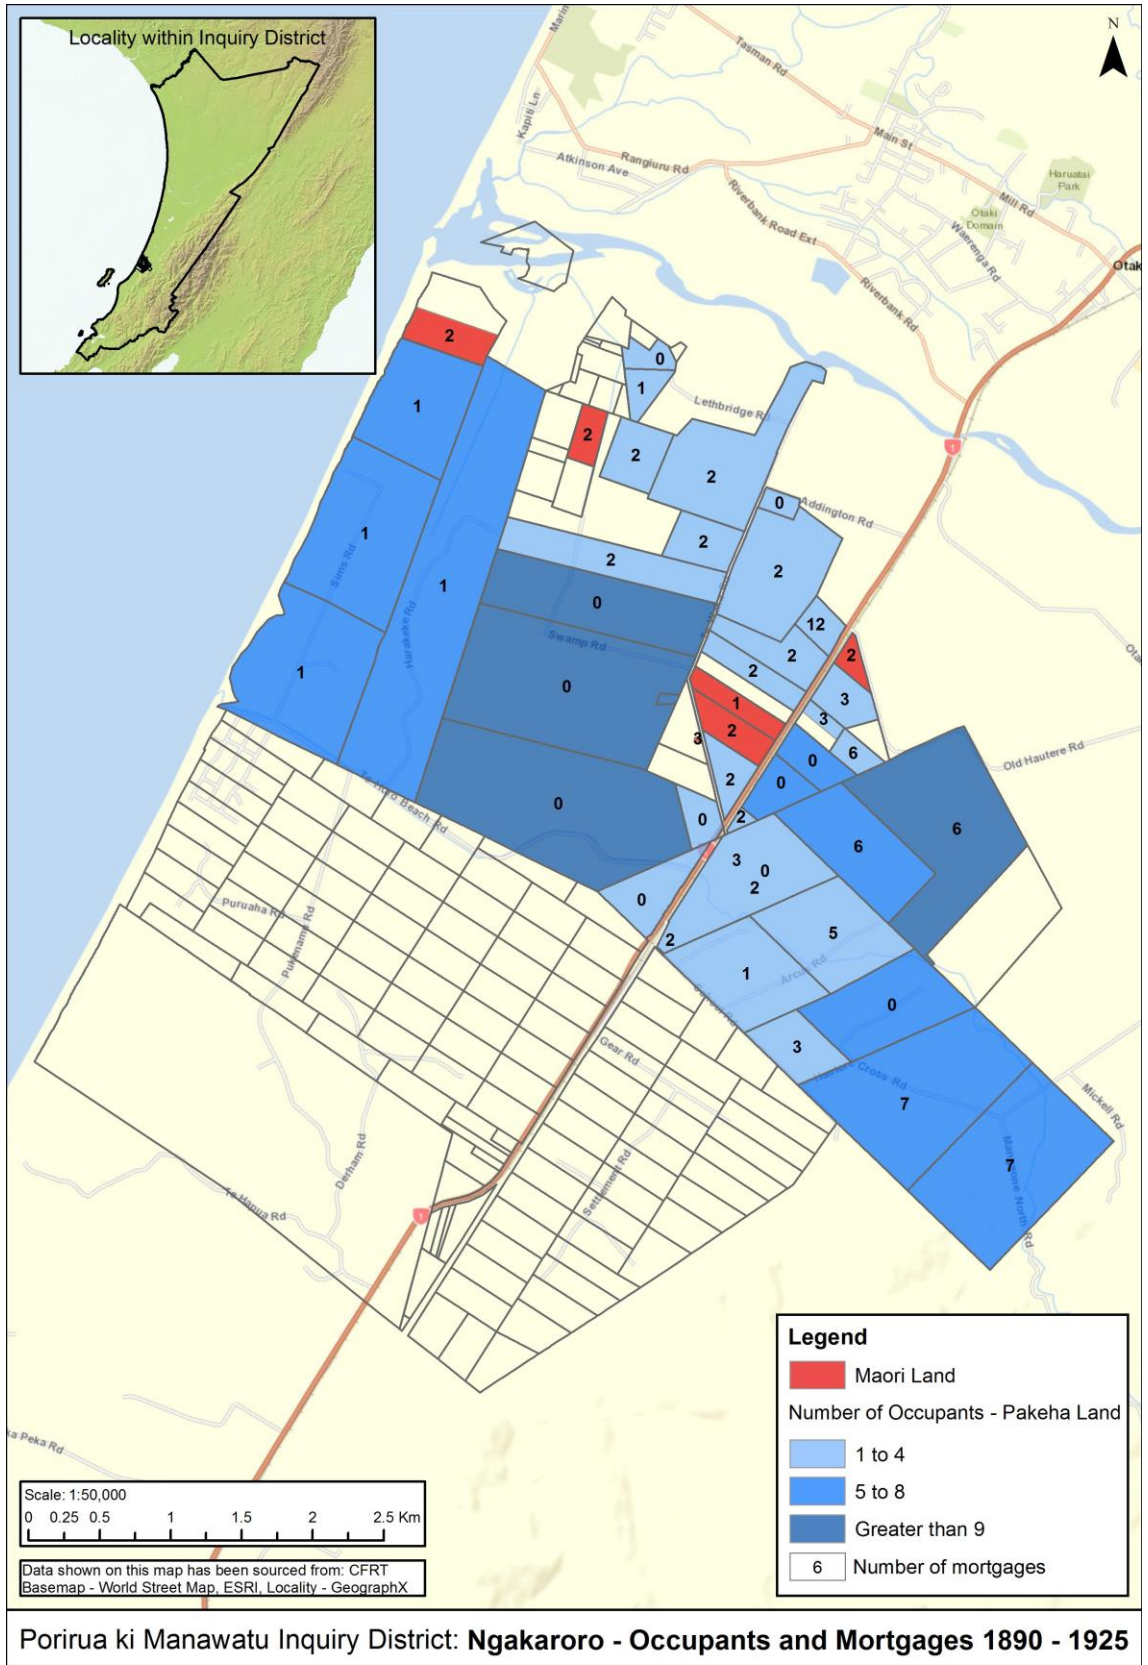 Locality within Inquiry District
N
Tasman Rd
Kapiti Ln
Main St
Atkinson Ave
Rangiuru Rd
Haruatai
Park
Mill Rd
Riverbank Road Ext
Otaki
Domain
Waerenga Rd
Otak
Riverbank Rd
2
0
1
1
Lethbridge Rd
2
2
2
1
0
Addington Rd
1
Sims Rd
2
2
2
1
0
12
Harakeke Rd
Swamp Rd
2
2
2
1
0
1
3
2
3
3
6
Old Hautere Rd
0
2
0
0
0
2
6
6
Te Horo Beach Rd
3
0
2
0
Puruaha Rd
Pukenamu Rd
2
5
1
Arcus Rd
School Rd
0
3
Gear Rd
Hautere Cross Rd
7
Mickell Rd
7
Mangaone North Rd
Derham Rd
Settlement Rd
Te Hapua Rd
1
1
ka Peka Rd
Legend
Maori Land
Number of Occupants - Pakeha Land
1 to 4
5 to 8
Greater than 9
6 Number of mortgages
Scale: 1:50,000
0 0.25 0.5 1 1.5 2 2.5 Km
Data shown on this map has been sourced from: CFRT
Basemap - World Street Map, ESRI, Locality - GeographX
Porirua ki Manawatu Inquiry District: Ngakaroro - Occupants and Mortgages 1890 - 1925